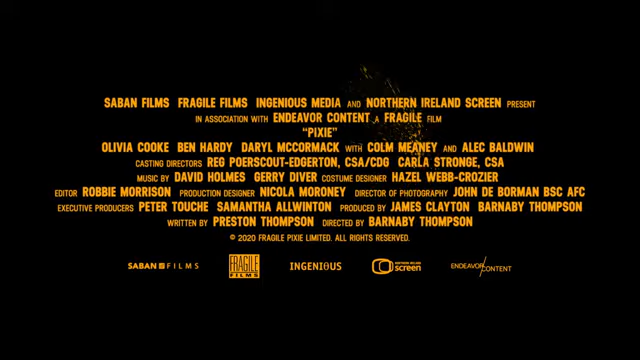 SABAN FILMS FRAGILE FILMS INGENIOUS MEDIA AND NORTHERN IRELAND SCREEN PRESENT
IN ASSOCIATION WITH ENDEAVOR CONTENT A FRAGILE FILM
"PIXIE"
OLIVIA COOKE BEN HARDY DARYL MCCORMACK WITH COLM MEANEY AND ALEC BALDWIN
CASTING DIRECTORS REG POERSCOUT-EDGERTON, CSA/CDG CARLA STRONGE, CSA
MUSIC BY DAVID HOLMES GERRY DIVER COSTUME DESIGNER HAZEL WEBB-CROZIER
EDITOR ROBBIE MORRISON PRODUCTION DESIGNER NICOLA MORONEY DIRECTOR OF PHOTOGRAPHY JOHN DE BORMAN BSC AFC
EXECUTIVE PRODUCERS PETER TOUCHE SAMANTHA ALLWINTON PRODUCED BY JAMES CLAYTON BARNABY THOMPSON
WRITTEN BY PRESTON THOMPSON DIRECTED BY BARNABY THOMPSON
© 2020 FRAGILE PIXIE LIMITED. ALL RIGHTS RESERVED.
SABAN FILMS FRAGILE FILMS INGENIOUS NORTHERN IRELAND screen ENDEAVOR/CONTENT